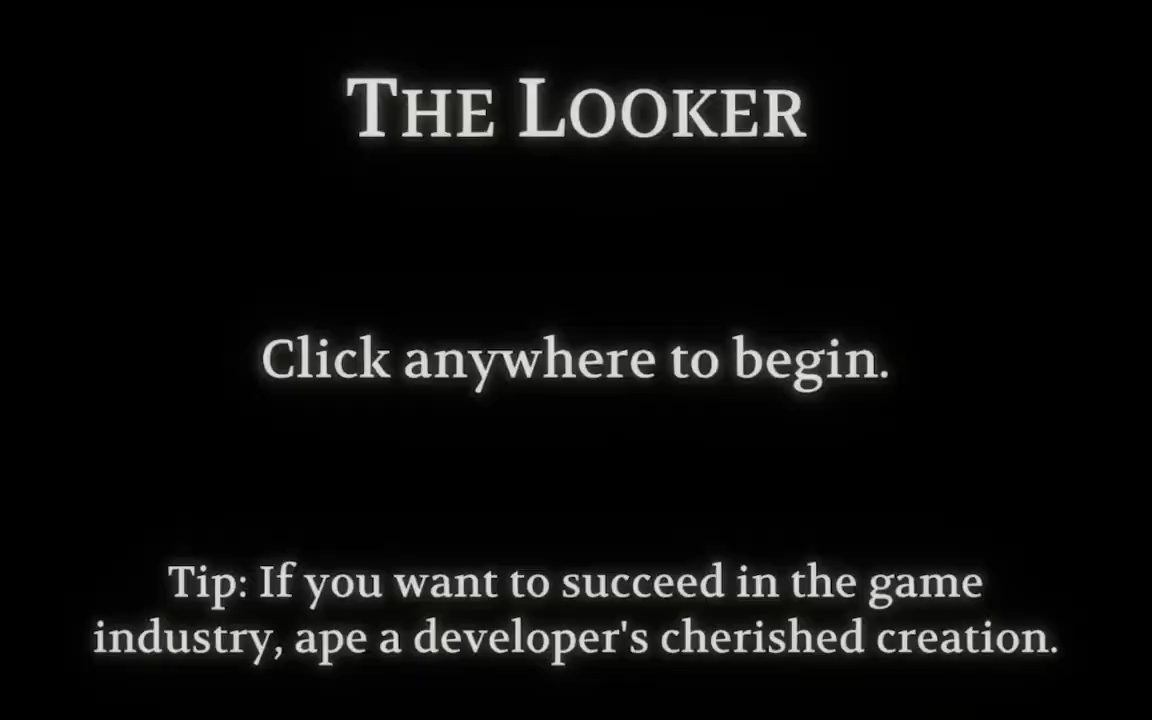 THE LOOKER
Click anywhere to begin.
Tip: If you want to succeed in the game
industry, ape a developer's cherished creation.